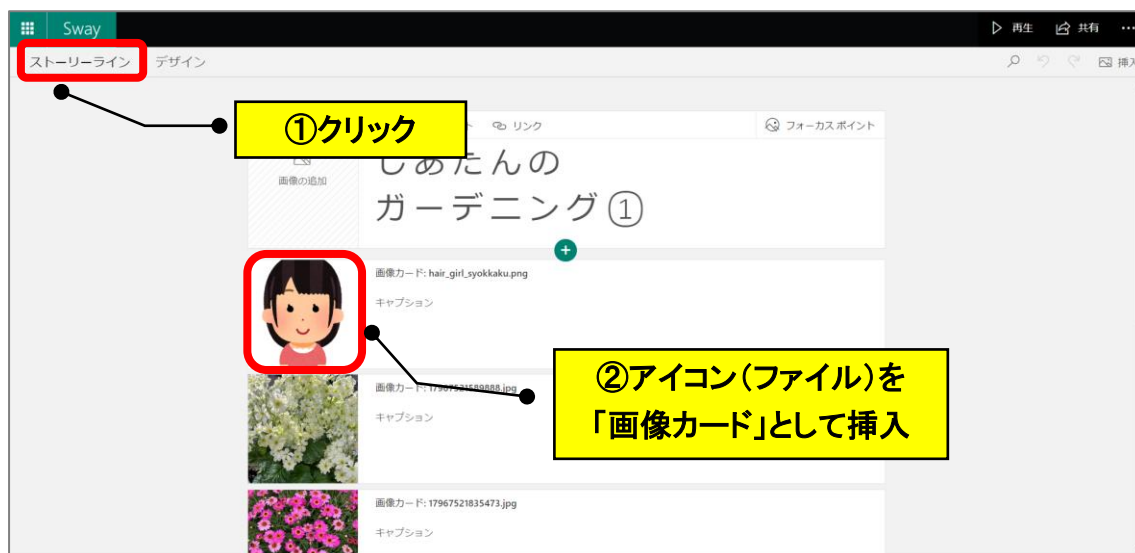 Sway
再生
共有
ストーリーライン
デザイン
①クリック
リンク
フォーカス ポイント
画像の追加
じあたんの
ガーデニング①
画像カード: hair_girl_syokkaku.png
キャプション
②アイコン（ファイル）を
「画像カード」として挿入
画像カード: 17967521589888.jpg
キャプション
画像カード: 17967521835473.jpg
キャプション